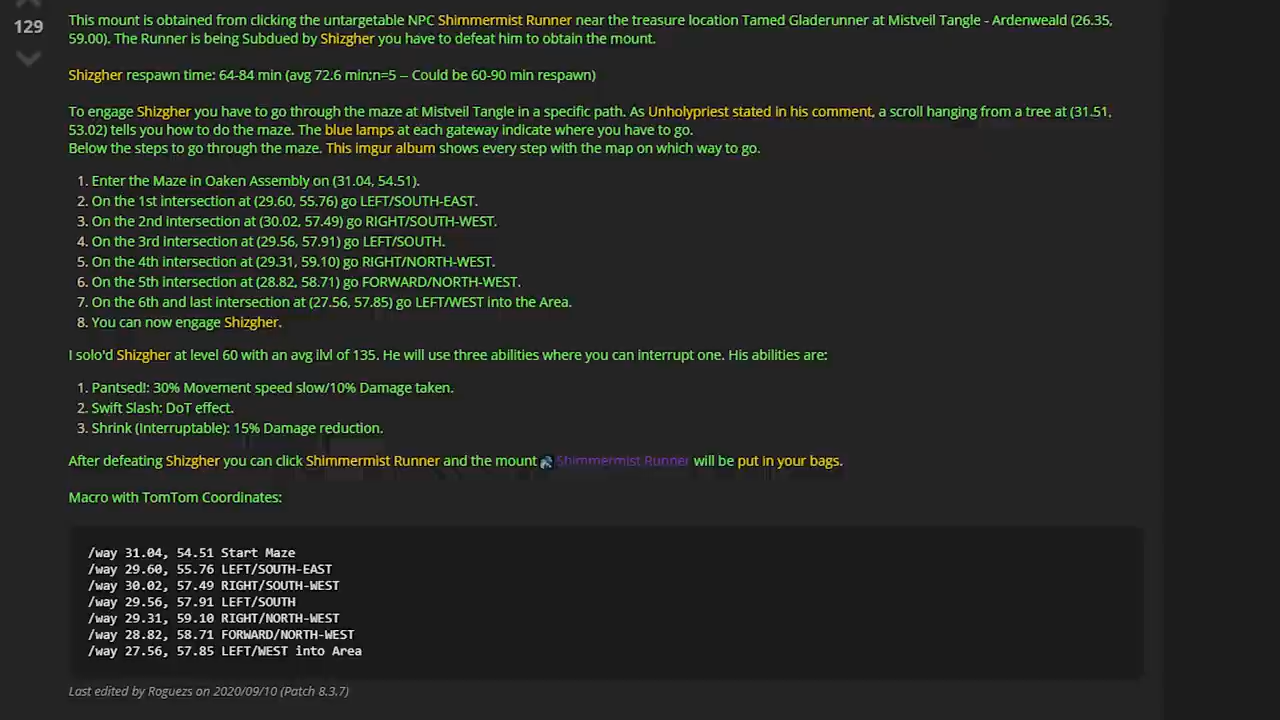 129
This mount is obtained from clicking the untargetable NPC Shimmermist Runner near the treasure location Tamed Gladerunner at Mistveil Tangle - Ardenweald (26.35,
59.00). The Runner is being Subdued by Shizgher you have to defeat him to obtain the mount.
Shizgher respawn time: 64-84 min (avg 72.6 min;n=5 – Could be 60-90 min respawn)
To engage Shizgher you have to go through the maze at Mistveil Tangle in a specific path. As Unholypriest stated in his comment, a scroll hanging from a tree at (31.51,
53.02) tells you how to do the maze. The blue lamps at each gateway indicate where you have to go.
Below the steps to go through the maze. This imgur album shows every step with the map on which way to go.
1. Enter the Maze in Oaken Assembly on (31.04, 54.51).
2. On the 1st intersection at (29.60, 55.76) go LEFT/SOUTH-EAST.
3. On the 2nd intersection at (30.02, 57.49) go RIGHT/SOUTH-WEST.
4. On the 3rd intersection at (29.56, 57.91) go LEFT/SOUTH.
5. On the 4th intersection at (29.31, 59.10) go RIGHT/NORTH-WEST.
6. On the 5th intersection at (28.82, 58.71) go FORWARD/NORTH-WEST.
7. On the 6th and last intersection at (27.56, 57.85) go LEFT/WEST into the Area.
8. You can now engage Shizgher.
I solo'd Shizgher at level 60 with an avg ilvl of 135. He will use three abilities where you can interrupt one. His abilities are:
1. Pantsed!: 30% Movement speed slow/10% Damage taken.
2. Swift Slash: DoT effect.
3. Shrink (Interruptable): 15% Damage reduction.
After defeating Shizgher you can click Shimmermist Runner and the mount Shimmermist Runner will be put in your bags.
Macro with TomTom Coordinates:
/way 31.04, 54.51 Start Maze
/way 29.60, 55.76 LEFT/SOUTH-EAST
/way 30.02, 57.49 RIGHT/SOUTH-WEST
/way 29.56, 57.91 LEFT/SOUTH
/way 29.31, 59.10 RIGHT/NORTH-WEST
/way 28.82, 58.71 FORWARD/NORTH-WEST
/way 27.56, 57.85 LEFT/WEST into Area
Last edited by Roguezs on 2020/09/10 (Patch 8.3.7)